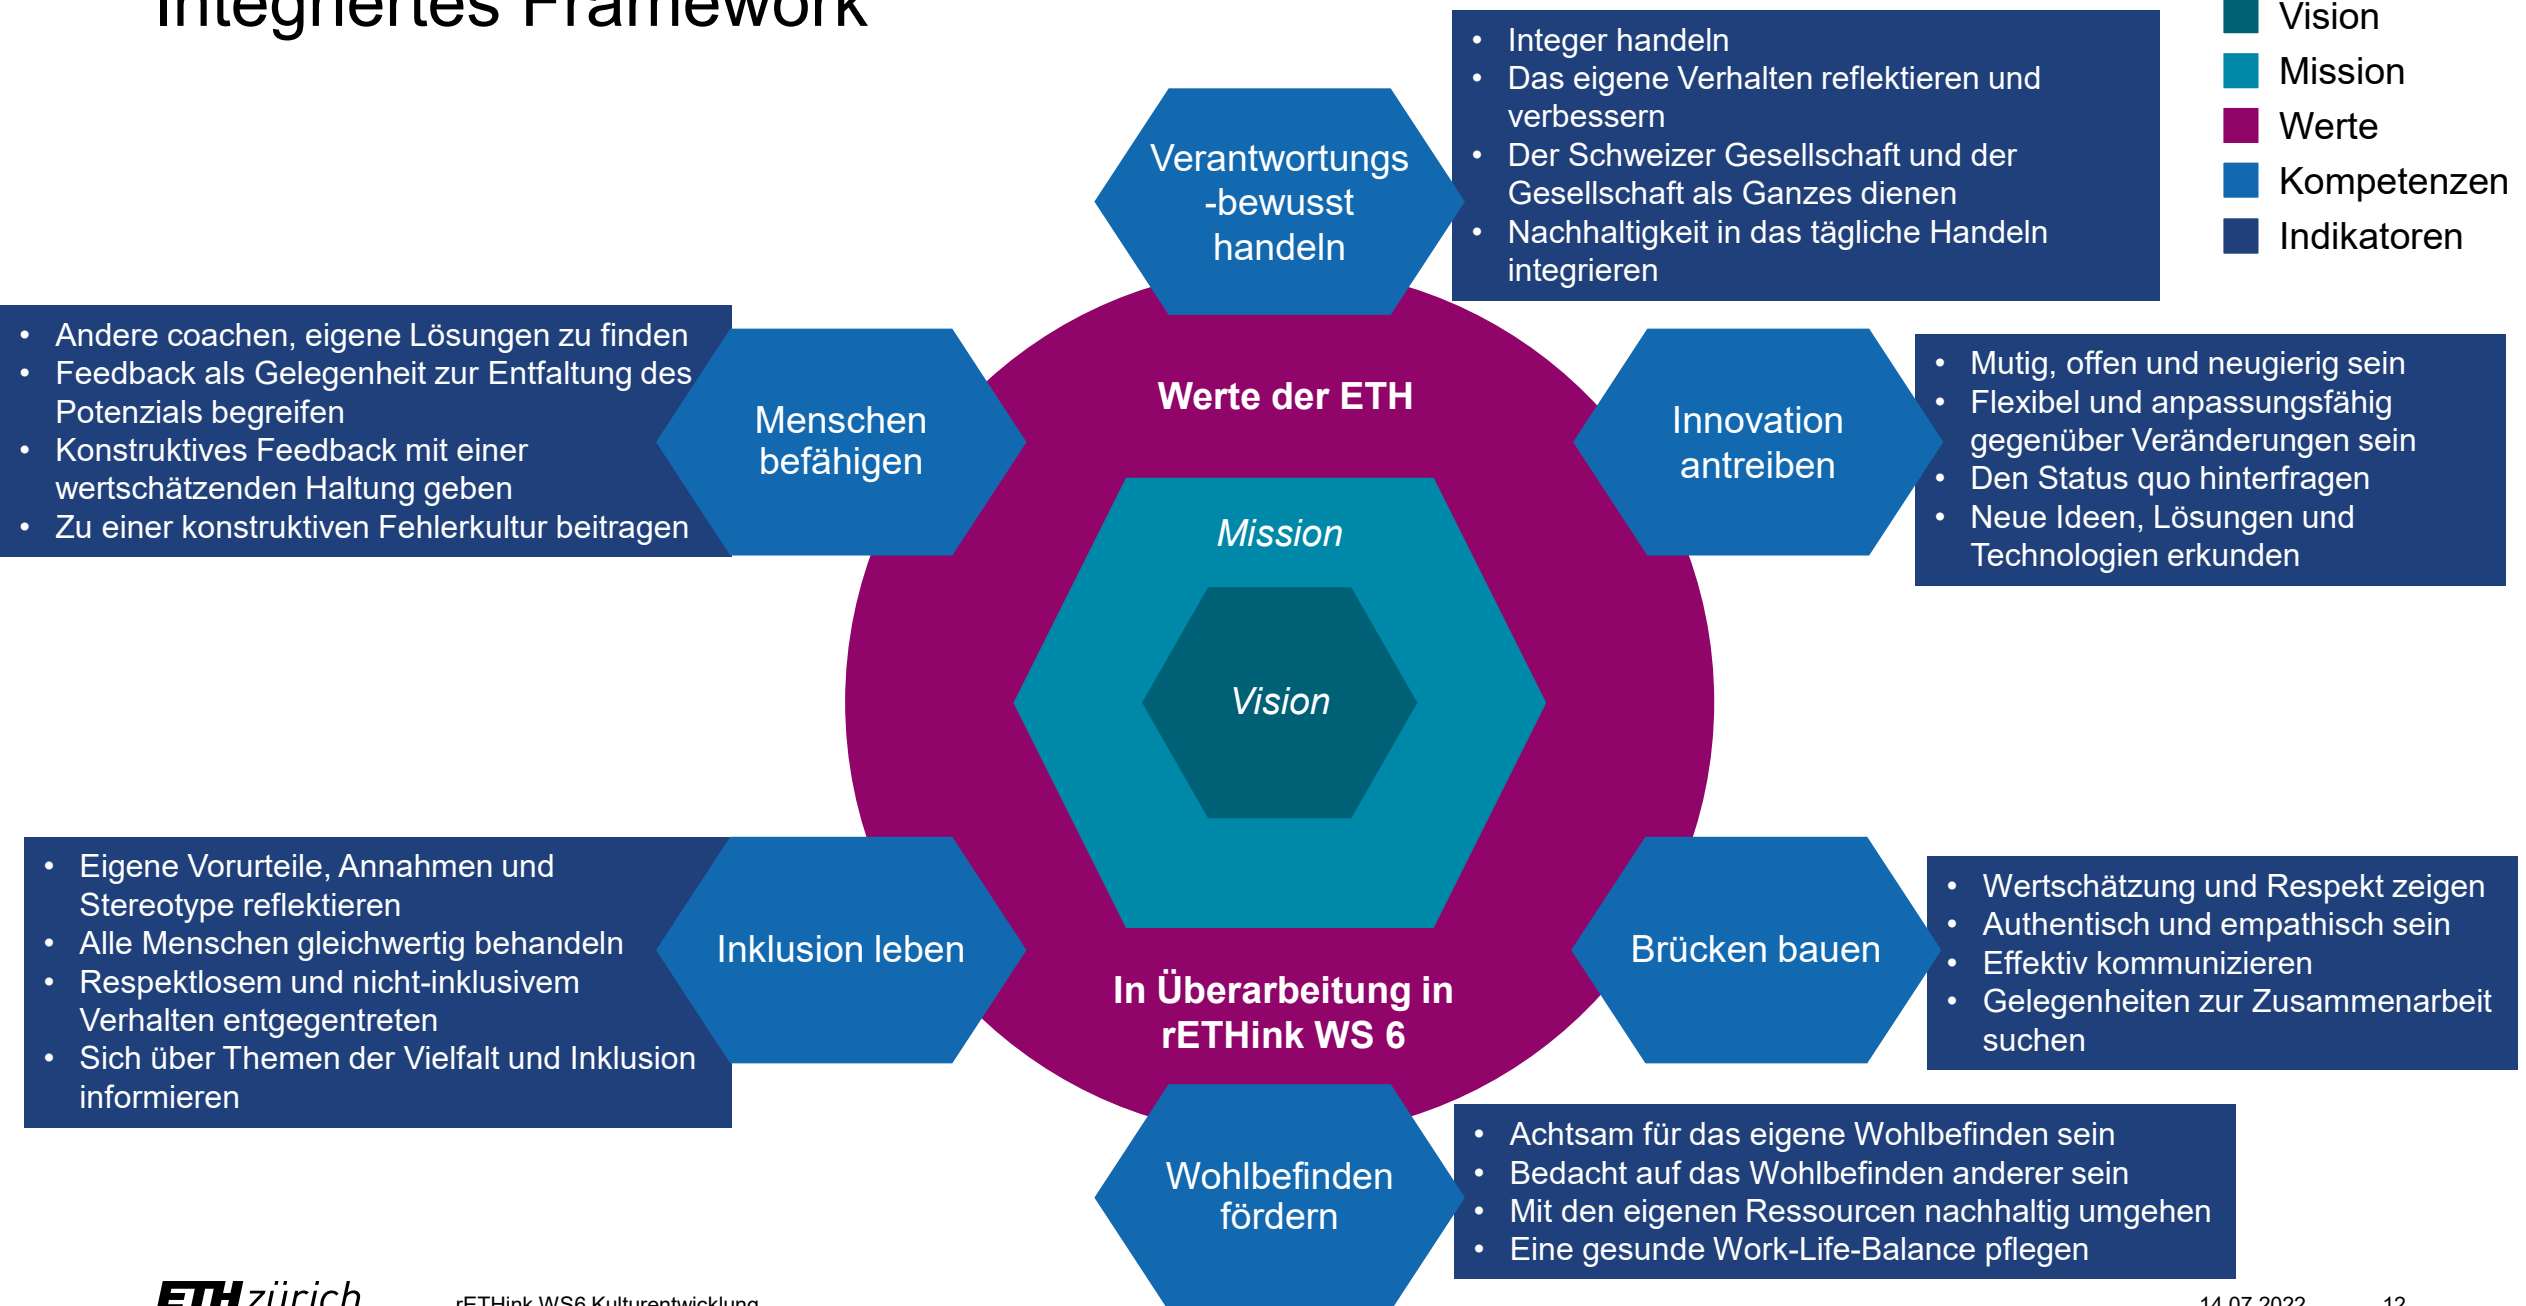 Integriertes Framework
Vision
Mission
Werte
Kompetenzen
Indikatoren
Verantwortungs
-bewusst
handeln
• Integer handeln
• Das eigene Verhalten reflektieren und
verbessern
• Der Schweizer Gesellschaft und der
Gesellschaft als Ganzes dienen
• Nachhaltigkeit in das tägliche Handeln
integrieren
• Andere coachen, eigene Lösungen zu finden
• Feedback als Gelegenheit zur Entfaltung des
Potenzials begreifen
• Konstruktives Feedback mit einer
wertschätzenden Haltung geben
• Zu einer konstruktiven Fehlerkultur beitragen
Menschen
befähigen
Werte der ETH
Innovation
antreiben
• Mutig, offen und neugierig sein
• Flexibel und anpassungsfähig
gegenüber Veränderungen sein
• Den Status quo hinterfragen
• Neue Ideen, Lösungen und
Technologien erkunden
Mission
Vision
• Eigene Vorurteile, Annahmen und
Stereotype reflektieren
• Alle Menschen gleichwertig behandeln
• Respektlosem und nicht-inklusivem
Verhalten entgegentreten
• Sich über Themen der Vielfalt und Inklusion
informieren
Inklusion leben
In Überarbeitung in
rETHink WS 6
Brücken bauen
• Wertschätzung und Respekt zeigen
• Authentisch und empathisch sein
• Effektiv kommunizieren
• Gelegenheiten zur Zusammenarbeit
suchen
Wohlbefinden
fördern
• Achtsam für das eigene Wohlbefinden sein
• Bedacht auf das Wohlbefinden anderer sein
• Mit den eigenen Ressourcen nachhaltig umgehen
• Eine gesunde Work-Life-Balance pflegen
ETH zürich
rETHink WS6 Kulturentwicklung
14.07.2022
12